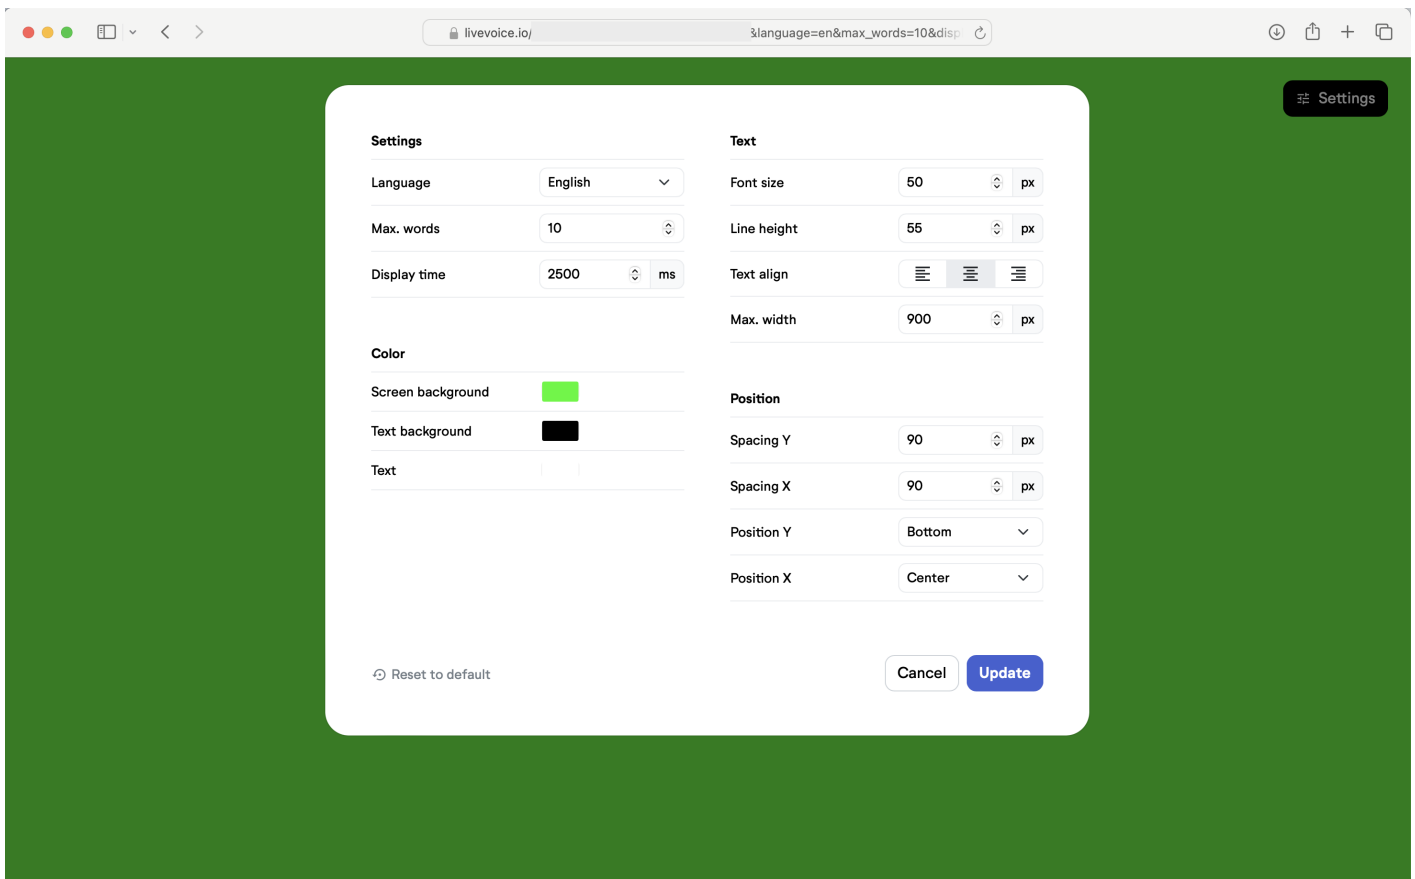 livevoice.io/ &language=en&max_words=10&disp
Settings
Settings
Language English
Max. words 10
Display time 2500 ms
Color
Screen background
Text background
Text
Text
Font size 50 px
Line height 55 px
Text align
Max. width 900 px
Position
Spacing Y 90 px
Spacing X 90 px
Position Y Bottom
Position X Center
Reset to default
Cancel Update